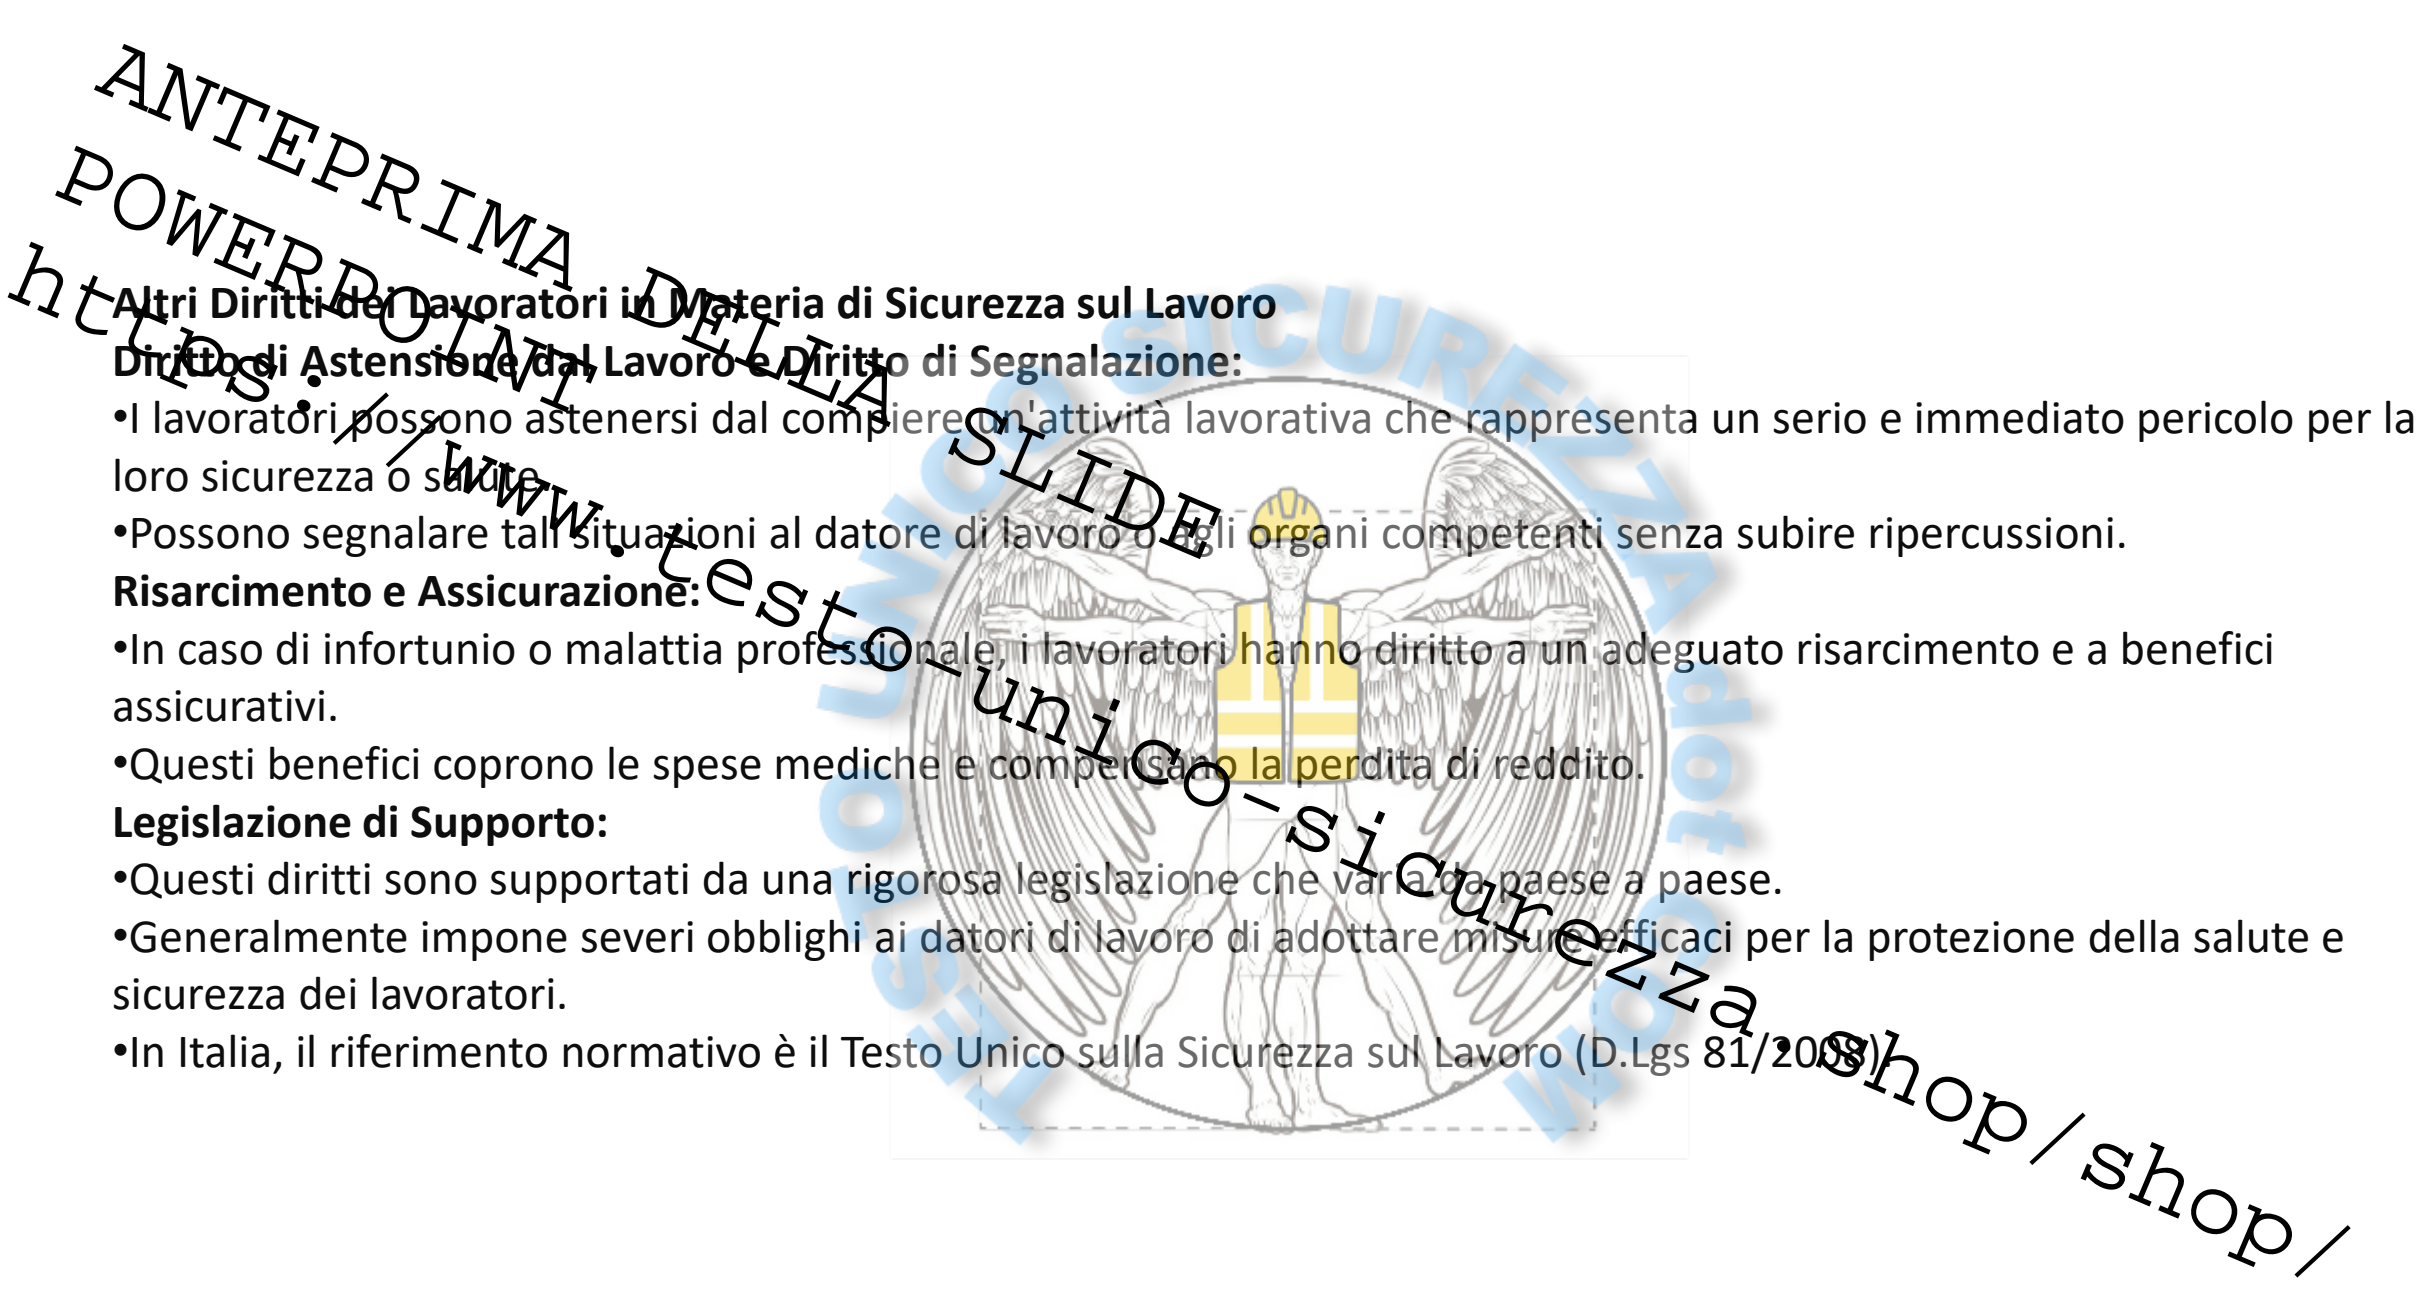 ANTEPRIMA DELLA SLIDE
POWERPOINT
https://www.testo-unico-sicurezza.shop/shop/
Altri Diritti dei Lavoratori in Materia di Sicurezza sul Lavoro
Diritto di Astensione dal Lavoro e Diritto di Segnalazione:
•I lavoratori possono astenersi dal compiere un'attività lavorativa che rappresenta un serio e immediato pericolo per la
loro sicurezza o salute.
•Possono segnalare tali situazioni al datore di lavoro o agli organi competenti senza subire ripercussioni.
Risarcimento e Assicurazione:
•In caso di infortunio o malattia professionale, i lavoratori hanno diritto a un adeguato risarcimento e a benefici
assicurativi.
•Questi benefici coprono le spese mediche e compensano la perdita di reddito.
Legislazione di Supporto:
•Questi diritti sono supportati da una rigorosa legislazione che varia da paese a paese.
•Generalmente impone severi obblighi ai datori di lavoro di adottare misure efficaci per la protezione della salute e
sicurezza dei lavoratori.
•In Italia, il riferimento normativo è il Testo Unico sulla Sicurezza sul Lavoro (D.Lgs 81/2008).
TESTO UNICO SICUREZZA dot COM